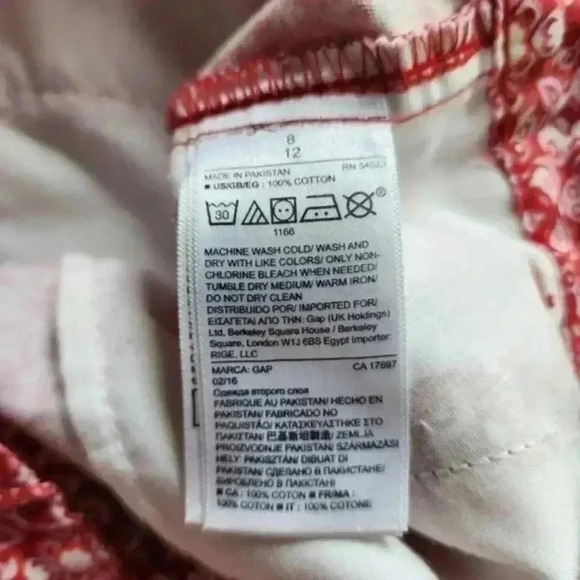 8
12
MADE IN PAKISTAN RN 54023
■ US/GB/EG : 100% COTTON
30
®
1166
MACHINE WASH COLD/ WASH AND
DRY WITH LIKE COLORS/ ONLY NON-
CHLORINE BLEACH WHEN NEEDED/
TUMBLE DRY MEDIUM/ WARM IRON/
DO NOT DRY CLEAN
DISTRIBUIDO POR/ IMPORTED FOR/
ΕΙΣΑΓΕΤΑΙ ΑΠΟ ΤΗΝ: Gap (UK Holdings)
Ltd, Berkeley Square House / Berkeley
Square, London W1J 6BS Egypt Importer:
RIGE, LLC
MARCA: GAP CA 17897
02/16
Одежда второго слоя
FABRIQUE AU PAKISTAN/ HECHO EN
PAKISTAN/ FABRICADO NO
PAQUISTÃO/ ΚΑΤΑΣΚΕΥΑΣΤΗΚΕ ΣΤΟ
ΠΑΚΙΣΤΑΝ/ 巴基斯坦製造/ ZEMLJA
PROIZVODNJE PAKISTAN/ SZÁRMAZÁSI
HELY: PAKISZTÁN/ DIBUAT DI
PAKISTAN/ СДЕЛАНО В ПАКИСТАНЕ/
WYPRODUKOWANO W PAKISTANIE
■ CA : 100% COTON ■ FR/MA :
100% COTON ■ IT : 100% COTONE